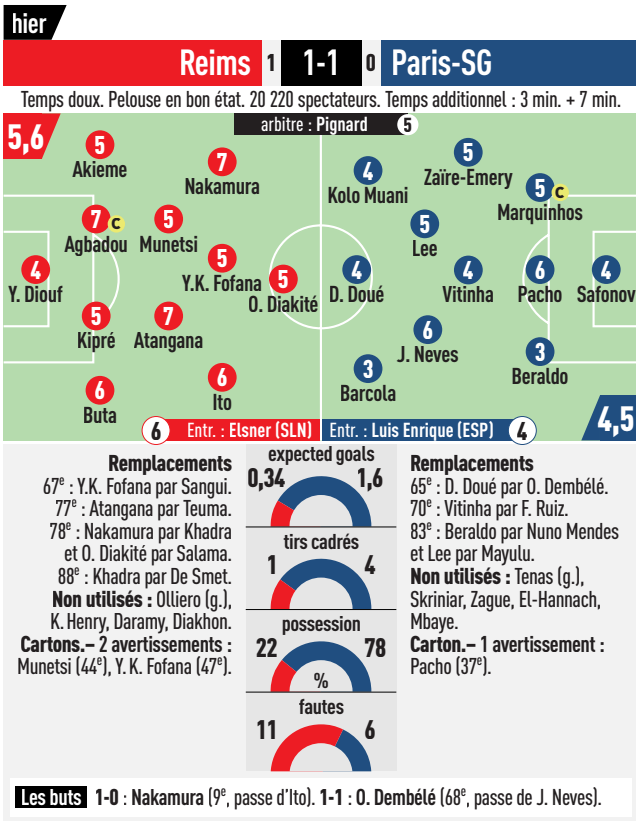 hier
Reims 1 1-1 0 Paris-SG
Temps doux. Pelouse en bon état. 20 220 spectateurs. Temps additionnel : 3 min. + 7 min.
arbitre : Pignard 5
5,6
5
Akieme
7
Nakamura
7 C
Agbadou
5
Munetsi
4
Y. Diouf
5
Y.K. Fofana
5
O. Diakité
5
Kipré
7
Atangana
6
Buta
6
Ito
4
Kolo Muani
5
Zaïre-Emery
5 C
Marquinhos
5
Lee
4
D. Doué
4
Vitinha
6
Pacho
4
Safonov
6
J. Neves
3
Barcola
3
Beraldo
4,5
6 Entr. : Elsner (SLN)
Entr. : Luis Enrique (ESP) 4
Remplacements
67e : Y.K. Fofana par Sangui.
77e : Atangana par Teuma.
78e : Nakamura par Khadra
et O. Diakité par Salama.
88e : Khadra par De Smet.
Non utilisés : Olliero (g.),
K. Henry, Daramy, Diakhon.
Cartons.– 2 avertissements :
Munetsi (44e), Y. K. Fofana (47e).
expected goals
0,34 1,6
tirs cadrés
1 4
possession
22 78
%
fautes
11 6
Remplacements
65e : D. Doué par O. Dembélé.
70e : Vitinha par F. Ruiz.
83e : Beraldo par Nuno Mendes
et Lee par Mayulu.
Non utilisés : Tenas (g.),
Skriniar, Zague, El-Hannach,
Mbaye.
Carton.– 1 avertissement :
Pacho (37e).
Les buts 1-0 : Nakamura (9e, passe d'Ito). 1-1 : O. Dembélé (68e, passe de J. Neves).